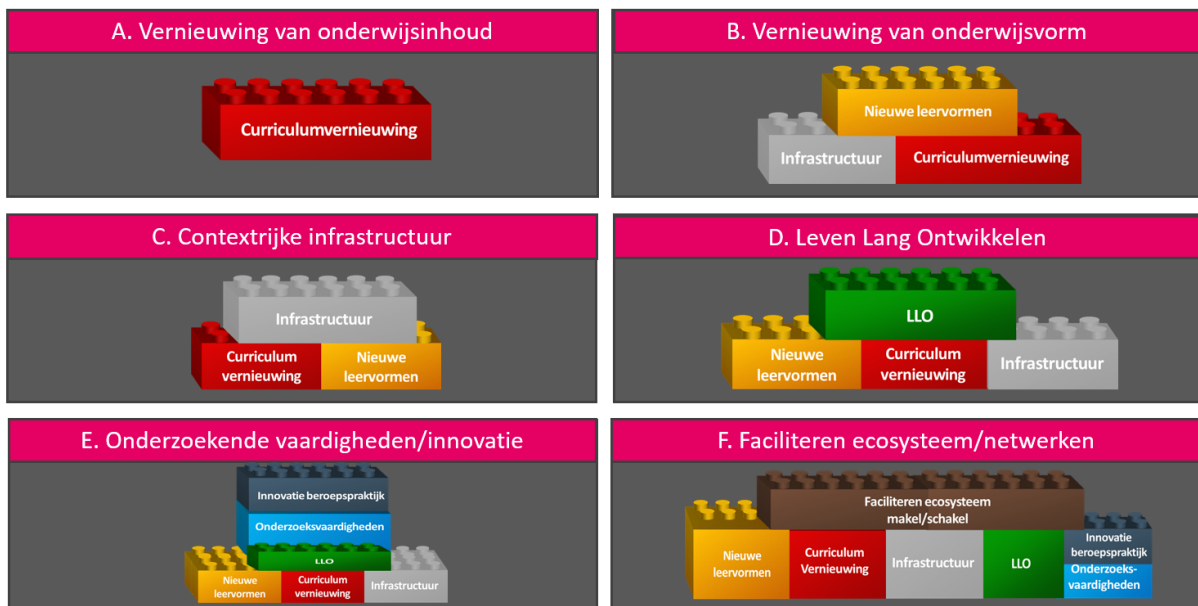 A. Vernieuwing van onderwijsinhoud
Curriculumvernieuwing
B. Vernieuwing van onderwijsvorm
Nieuwe leervormen
Infrastructuur
Curriculumvernieuwing
C. Contextrijke infrastructuur
Infrastructuur
Curriculum
vernieuwing
Nieuwe
leervormen
D. Leven Lang Ontwikkelen
LLO
Nieuwe
leervormen
Curriculum
vernieuwing
Infrastructuur
E. Onderzoekende vaardigheden/innovatie
Innovatie beroepspraktijk
Onderzoeksvaardigheden
LLO
Nieuwe
leervormen
Curriculum
vernieuwing
Infrastructuur
F. Faciliteren ecosysteem/netwerken
Faciliteren ecosysteem
makel/schakel
Nieuwe
leervormen
Curriculum
Vernieuwing
Infrastructuur
LLO
Innovatie
beroepspraktijk
Onderzoeks-
vaardigheden